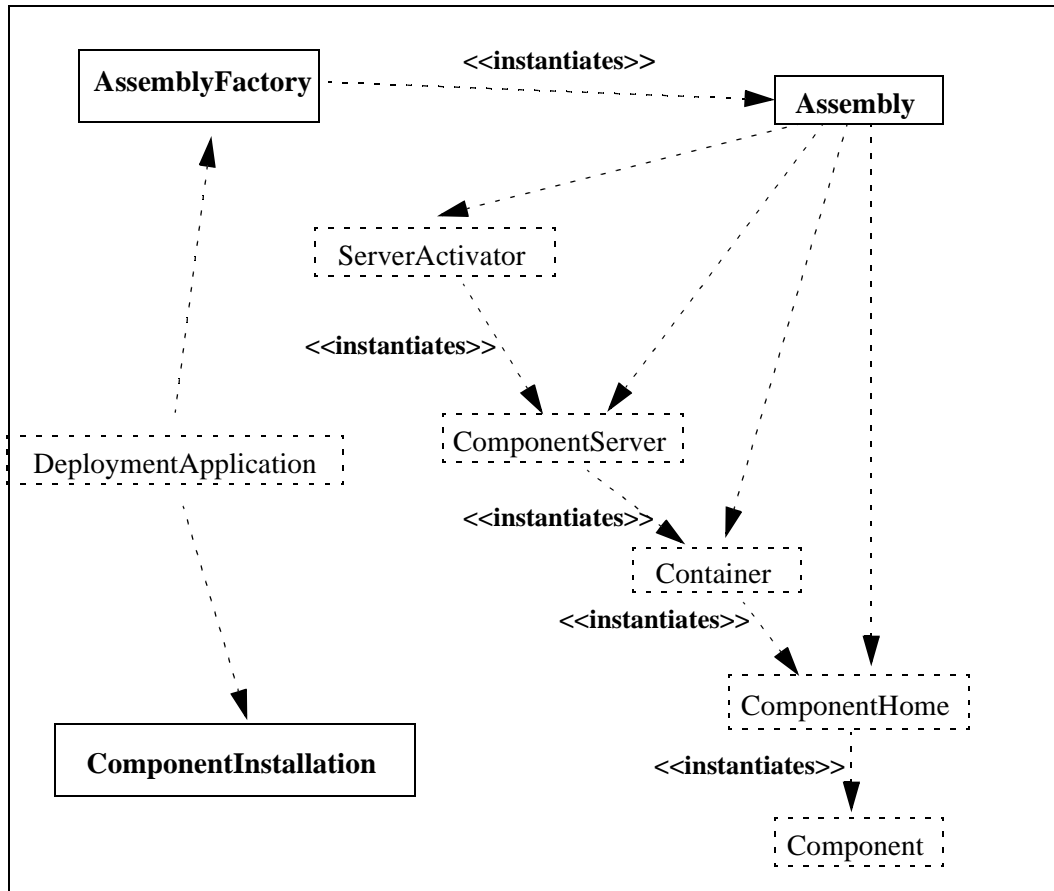 <<instantiates>>
AssemblyFactory
Assembly
ServerActivator
<<instantiates>>
ComponentServer
DeploymentApplication
<<instantiates>>
Container
<<instantiates>>
ComponentHome
ComponentInstallation
<<instantiates>>
Component